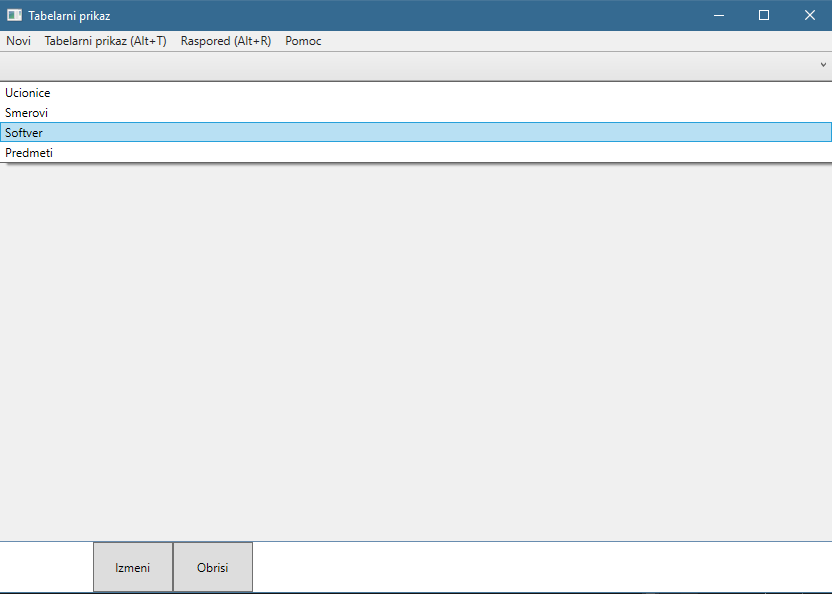 Tabelarni prikaz
Novi Tabelarni prikaz (Alt+T) Raspored (Alt+R) Pomoc
Ucionice
Smerovi
Softver
Predmeti
Izmeni Obrisi